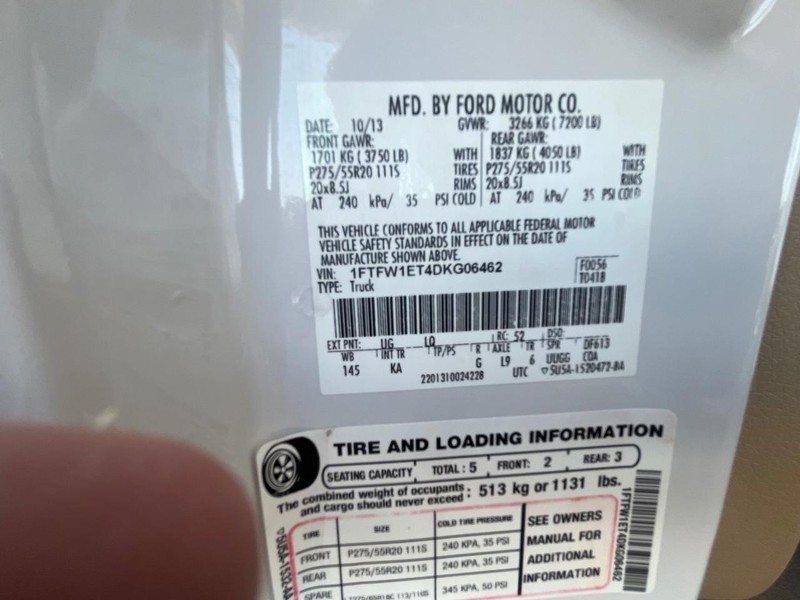 MFD. BY FORD MOTOR CO.
DATE: 10/13 GVWR: 3266 KG ( 7200 LB)
FRONT GAWR: REAR GAWR:
1701 KG ( 3750 LB) WITH 1837 KG ( 4050 LB) WITH
P275/55R20 111S TIRES P275/55R20 111S TIRES
20x8.5J RIMS 20x8.5J RIMS
AT 240 kPa/ 35 PSI COLD AT 240 kPa/ 35 PSI COLD
THIS VEHICLE CONFORMS TO ALL APPLICABLE FEDERAL MOTOR
VEHICLE SAFETY STANDARDS IN EFFECT ON THE DATE OF
MANUFACTURE SHOWN ABOVE.
VIN: 1FTFW1ET4DKG06462 F0056
TYPE: Truck T0418
EXT PNT: UG LQ RC: 52 DSO:
WB INT TR TP/PS R AXLE TR SPR DF613
145 KA G L9 6 UUGG CDA
2201310024228 UTC 5U5A-1520472-BA
TIRE AND LOADING INFORMATION
SEATING CAPACITY TOTAL : 5 FRONT: 2 REAR: 3
The combined weight of occupants and cargo should never exceed : 513 kg or 1131 lbs.
TIRE SIZE COLD TIRE PRESSURE
FRONT P275/55R20 111S 240 KPA, 35 PSI
REAR P275/55R20 111S 240 KPA, 35 PSI
SPARE 345 KPA, 50 PSI
SEE OWNERS
MANUAL FOR
ADDITIONAL
INFORMATION
1FTFW1ET4DKG06462